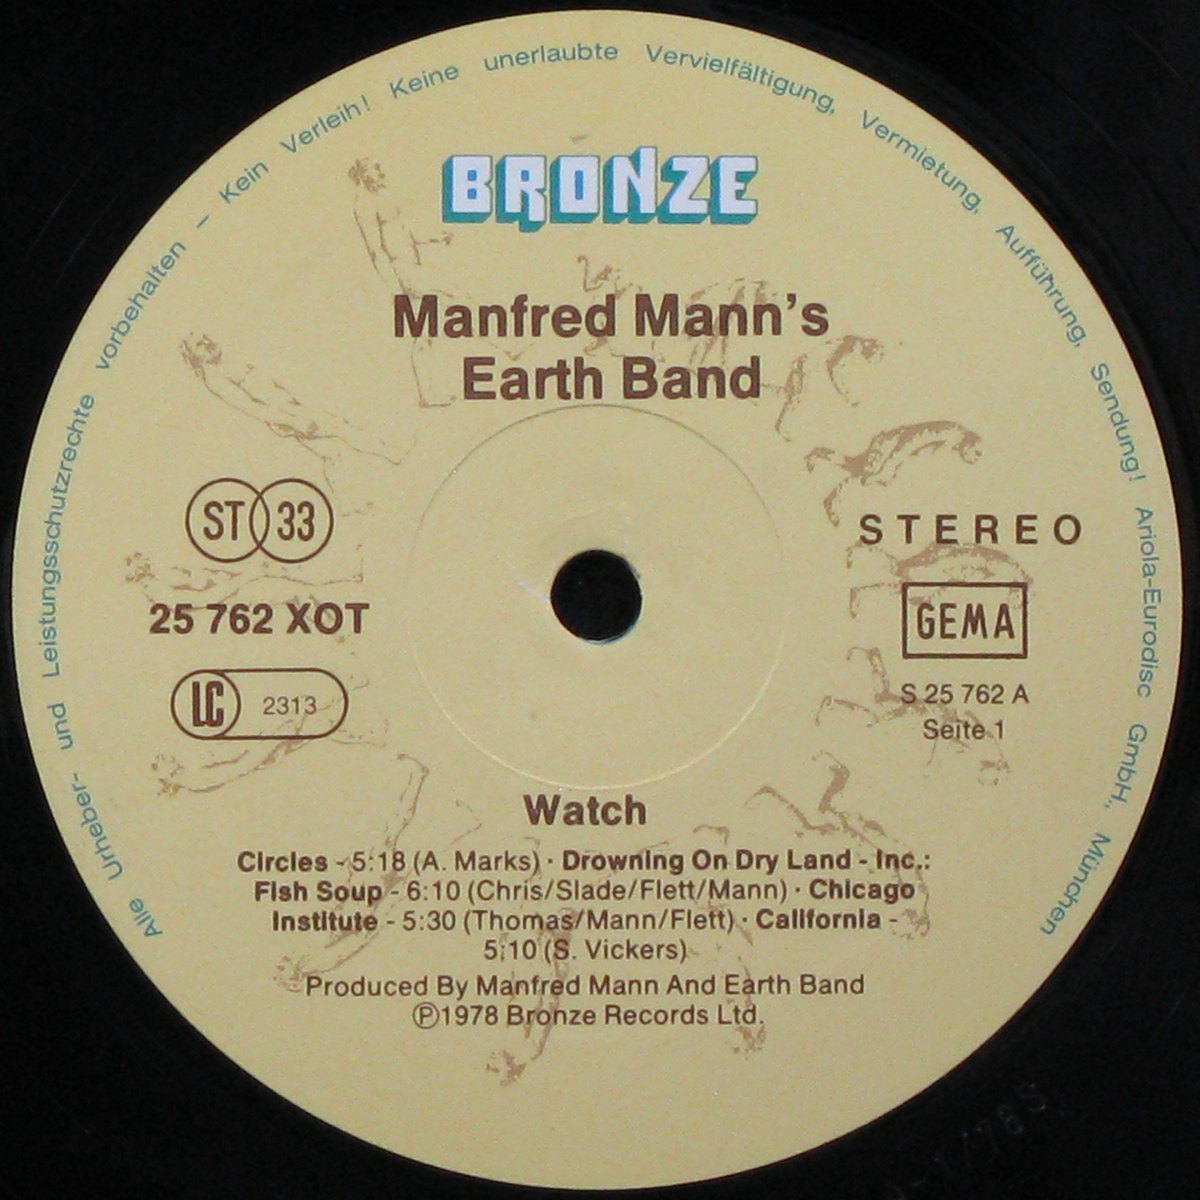 Alle Urheber- und Leistungsschutzrechte vorbehalten – Kein Verleih! Keine unerlaubte Vervielfältigung, Vermietung, Aufführung, Sendung! Ariola-Eurodisc GmbH., München
BRONZE
Manfred Mann's
Earth Band
ST 33
STEREO
25 762 XOT
GEMA
LC 2313
S 25 762 A
Seite 1
Watch
Circles - 5:18 (A. Marks) · Drowning On Dry Land - Inc.:
Fish Soup - 6:10 (Chris/Slade/Flett/Mann) · Chicago
Institute - 5:30 (Thomas/Mann/Flett) · California -
5:10 (S. Vickers)
Produced By Manfred Mann And Earth Band
Ⓟ1978 Bronze Records Ltd.